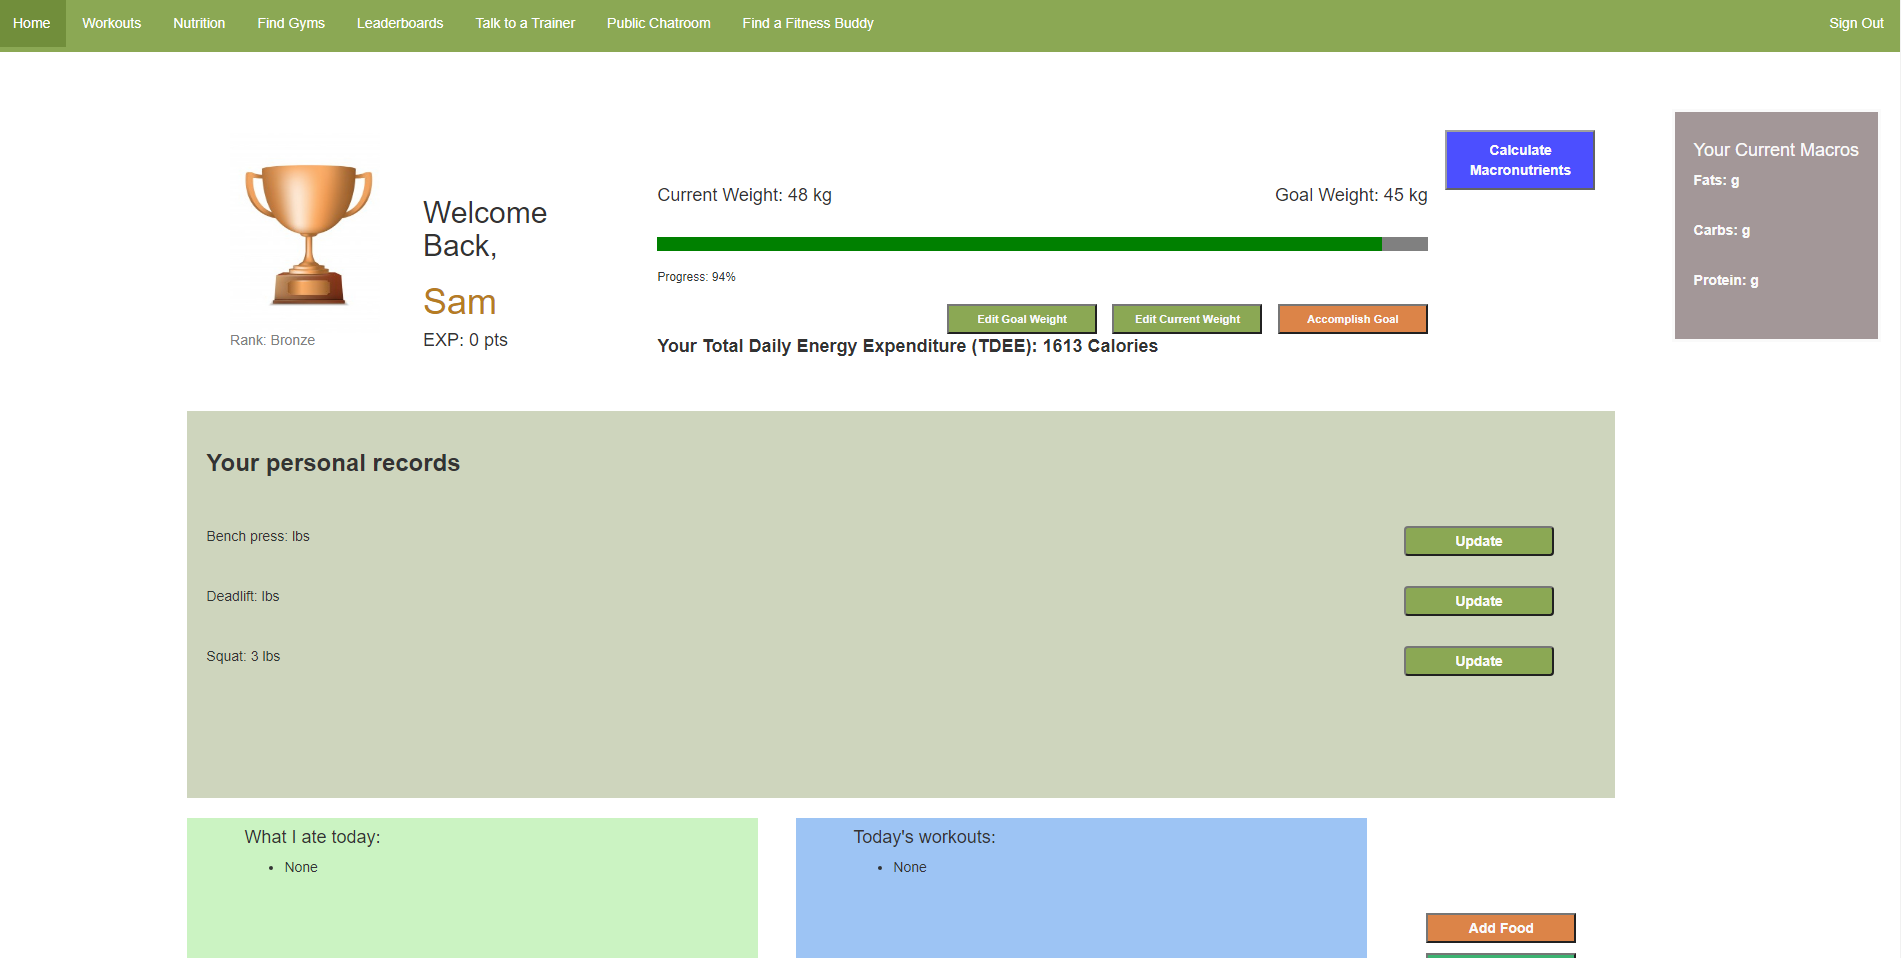 Home Workouts Nutrition Find Gyms Leaderboards Talk to a Trainer Public Chatroom Find a Fitness Buddy Sign Out
Rank: Bronze
Welcome
Back,
Sam
EXP: 0 pts
Current Weight: 48 kg
Goal Weight: 45 kg
Progress: 94%
Edit Goal Weight
Edit Current Weight
Accomplish Goal
Your Total Daily Energy Expenditure (TDEE): 1613 Calories
Calculate
Macronutrients
Your Current Macros
Fats: g
Carbs: g
Protein: g
Your personal records
Bench press: lbs
Update
Deadlift: lbs
Update
Squat: 3 lbs
Update
What I ate today:
• None
Today's workouts:
• None
Add Food